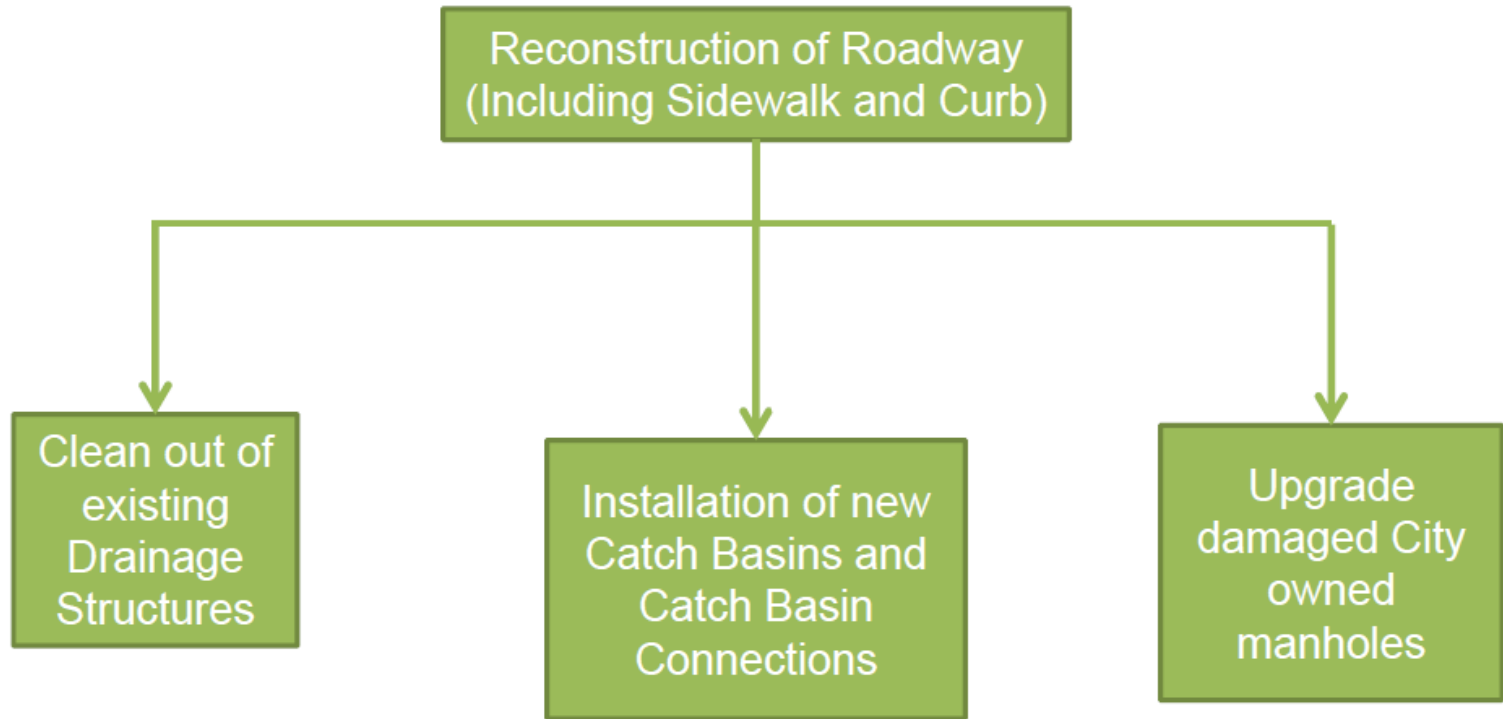 Reconstruction of Roadway
(Including Sidewalk and Curb)
Clean out of
existing
Drainage
Structures
Installation of new
Catch Basins and
Catch Basin
Connections
Upgrade
damaged City
owned
manholes